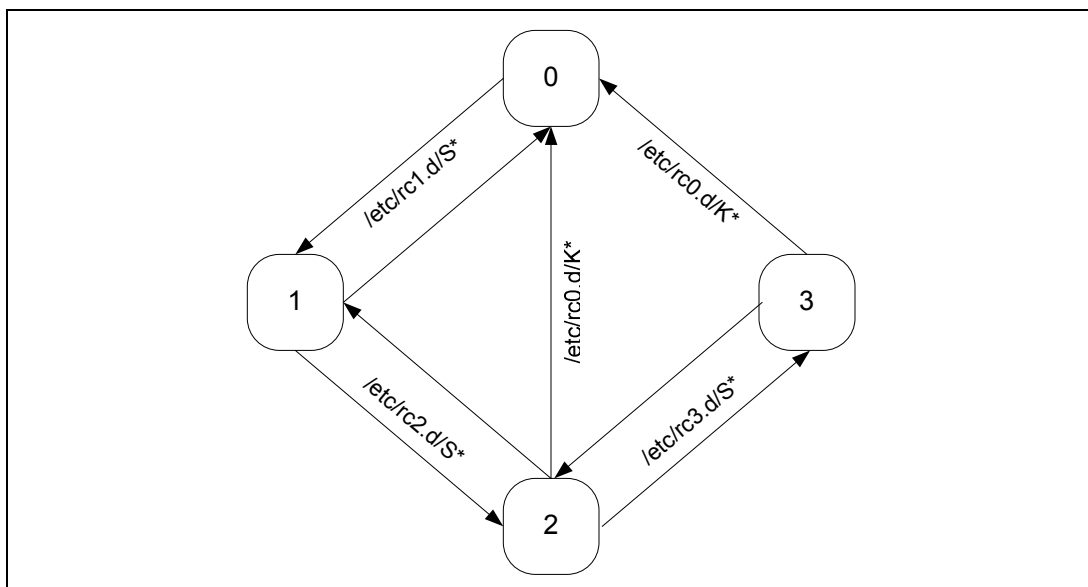 0
/etc/rc1.d/S*
/etc/rc0.d/K*
/etc/rc0.d/K*
1
3
/etc/rc2.d/S*
/etc/rc3.d/S*
2